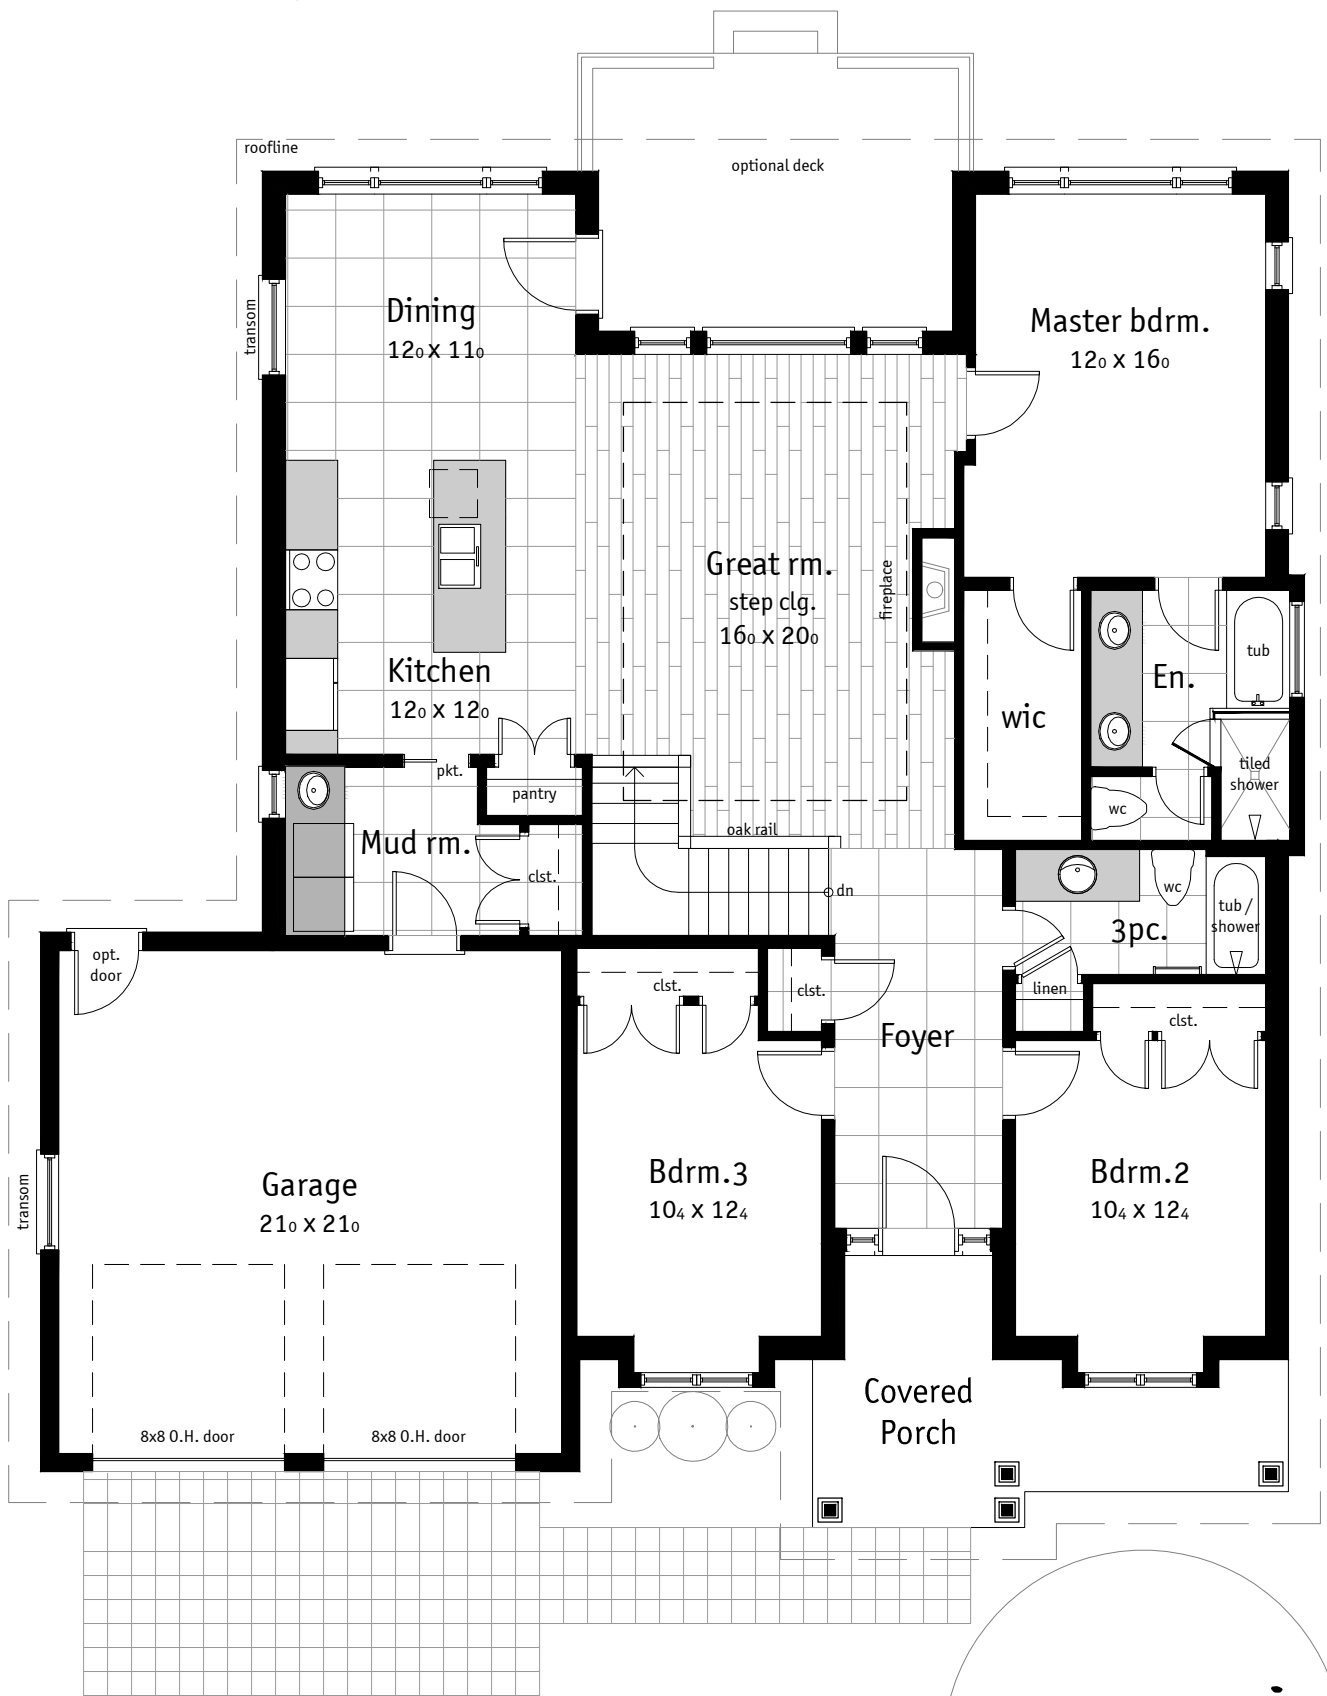 roofline
optional deck
transom
Dining
12₀ x 11₀
Master bdrm.
12₀ x 16₀
Great rm.
step clg.
16₀ x 20₀
fireplace
Kitchen
12₀ x 12₀
wic
En.
tub
tiled
shower
wc
pkt.
pantry
Mud rm.
clst.
oak rail
dn
wc
3pc.
tub /
shower
linen
opt.
door
clst.
clst.
clst.
Foyer
Bdrm.3
10₄ x 12₄
Bdrm.2
10₄ x 12₄
transom
Garage
21₀ x 21₀
8x8 O.H. door
8x8 O.H. door
Covered
Porch